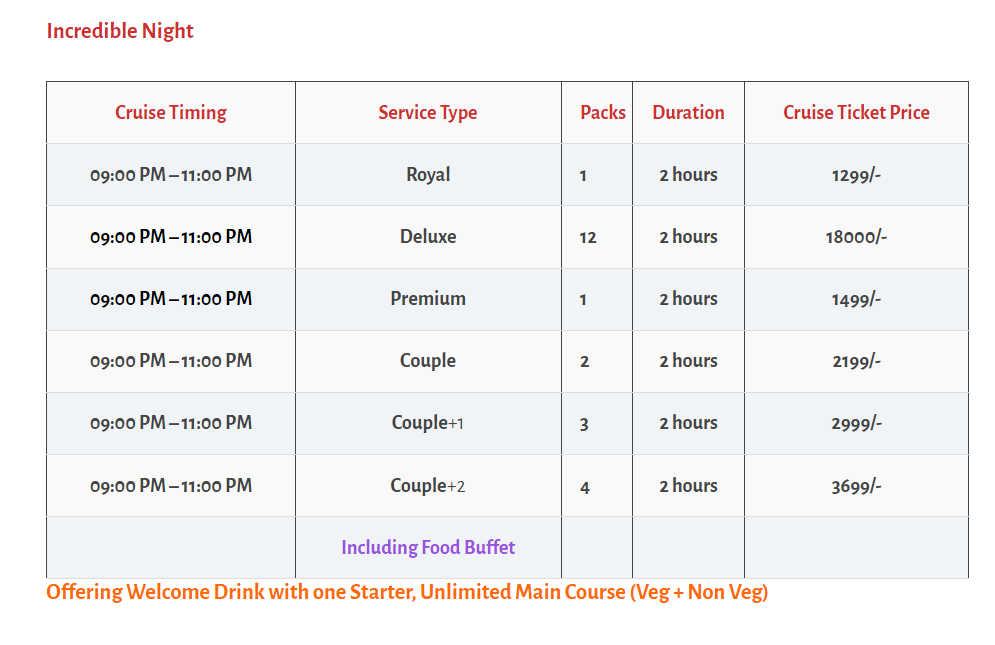 Incredible Night
Cruise Timing Service Type Packs Duration Cruise Ticket Price
09:00 PM – 11:00 PM Royal 1 2 hours 1299/-
09:00 PM – 11:00 PM Deluxe 12 2 hours 18000/-
09:00 PM – 11:00 PM Premium 1 2 hours 1499/-
09:00 PM – 11:00 PM Couple 2 2 hours 2199/-
09:00 PM – 11:00 PM Couple+1 3 2 hours 2999/-
09:00 PM – 11:00 PM Couple+2 4 2 hours 3699/-
Including Food Buffet
Offering Welcome Drink with one Starter, Unlimited Main Course (Veg + Non Veg)